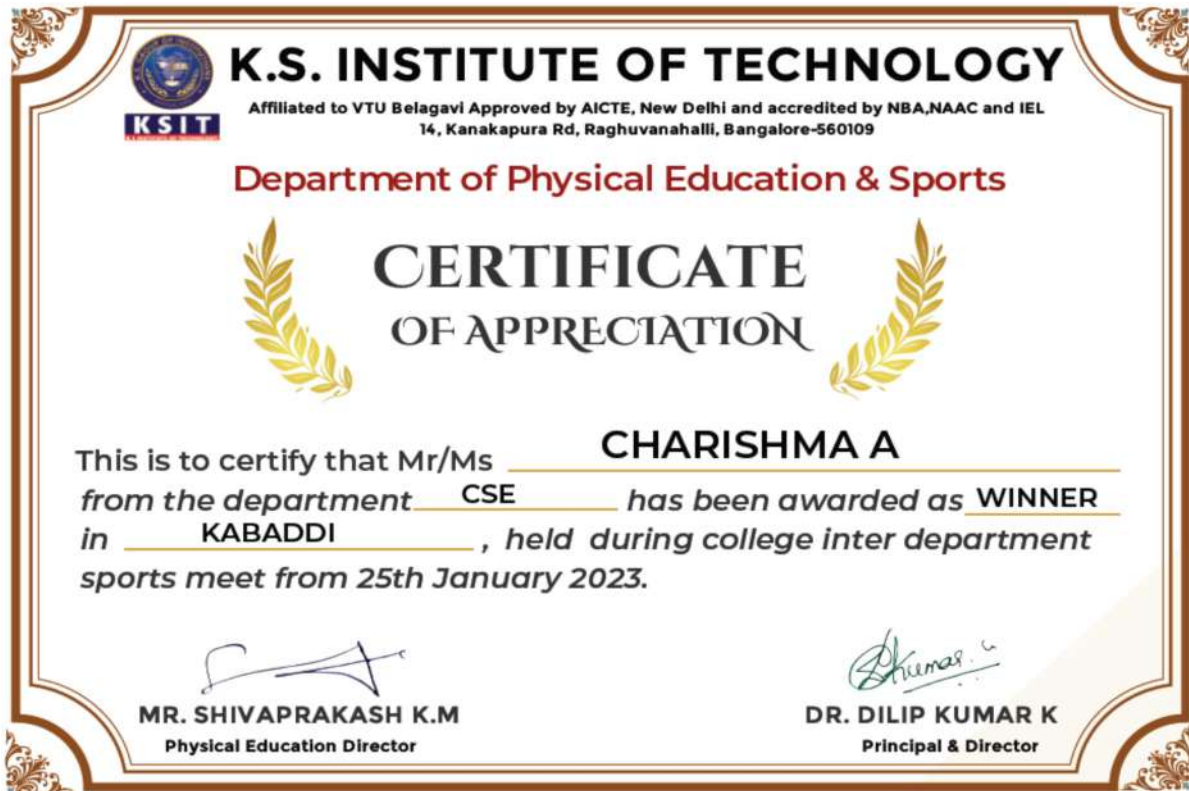 K.S. INSTITUTE OF TECHNOLOGY
Affiliated to VTU Belagavi Approved by AICTE, New Delhi and accredited by NBA,NAAC and IEL
14, Kanakapura Rd, Raghuvanahalli, Bangalore-560109
KSIT
Department of Physical Education & Sports
CERTIFICATE
OF APPRECIATION
This is to certify that Mr/Ms CHARISHMA A
from the department CSE has been awarded as WINNER
in KABADDI , held during college inter department
sports meet from 25th January 2023.
MR. SHIVAPRAKASH K.M
Physical Education Director
DR. DILIP KUMAR K
Principal & Director